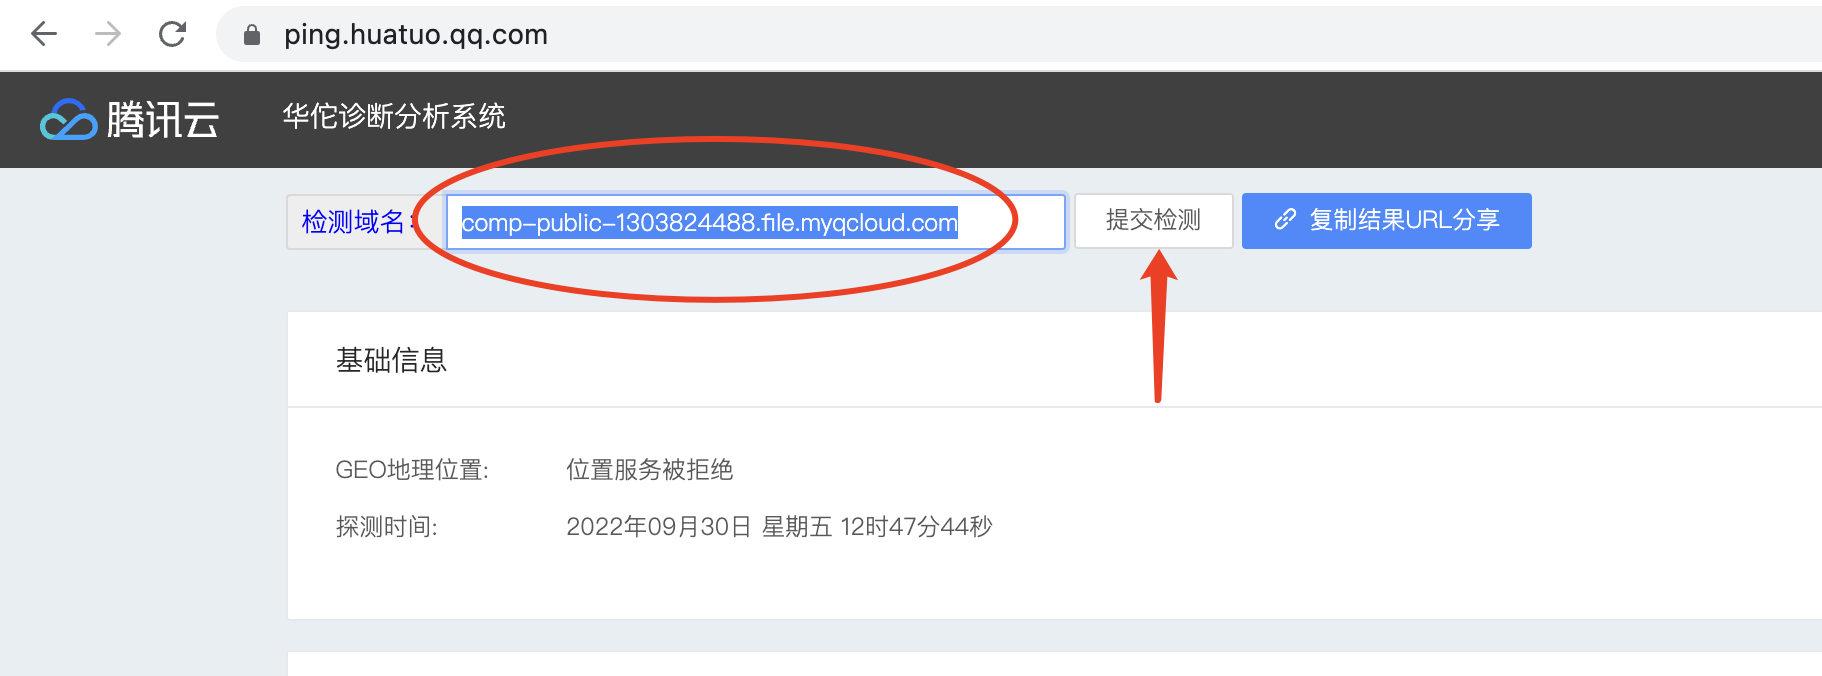 ping.huatuo.qq.com
腾讯云 华佗诊断分析系统
检测域名: comp-public-1303824488.file.myqcloud.com 提交检测 复制结果URL分享
基础信息
GEO地理位置: 位置服务被拒绝
探测时间: 2022年09月30日 星期五 12时47分44秒